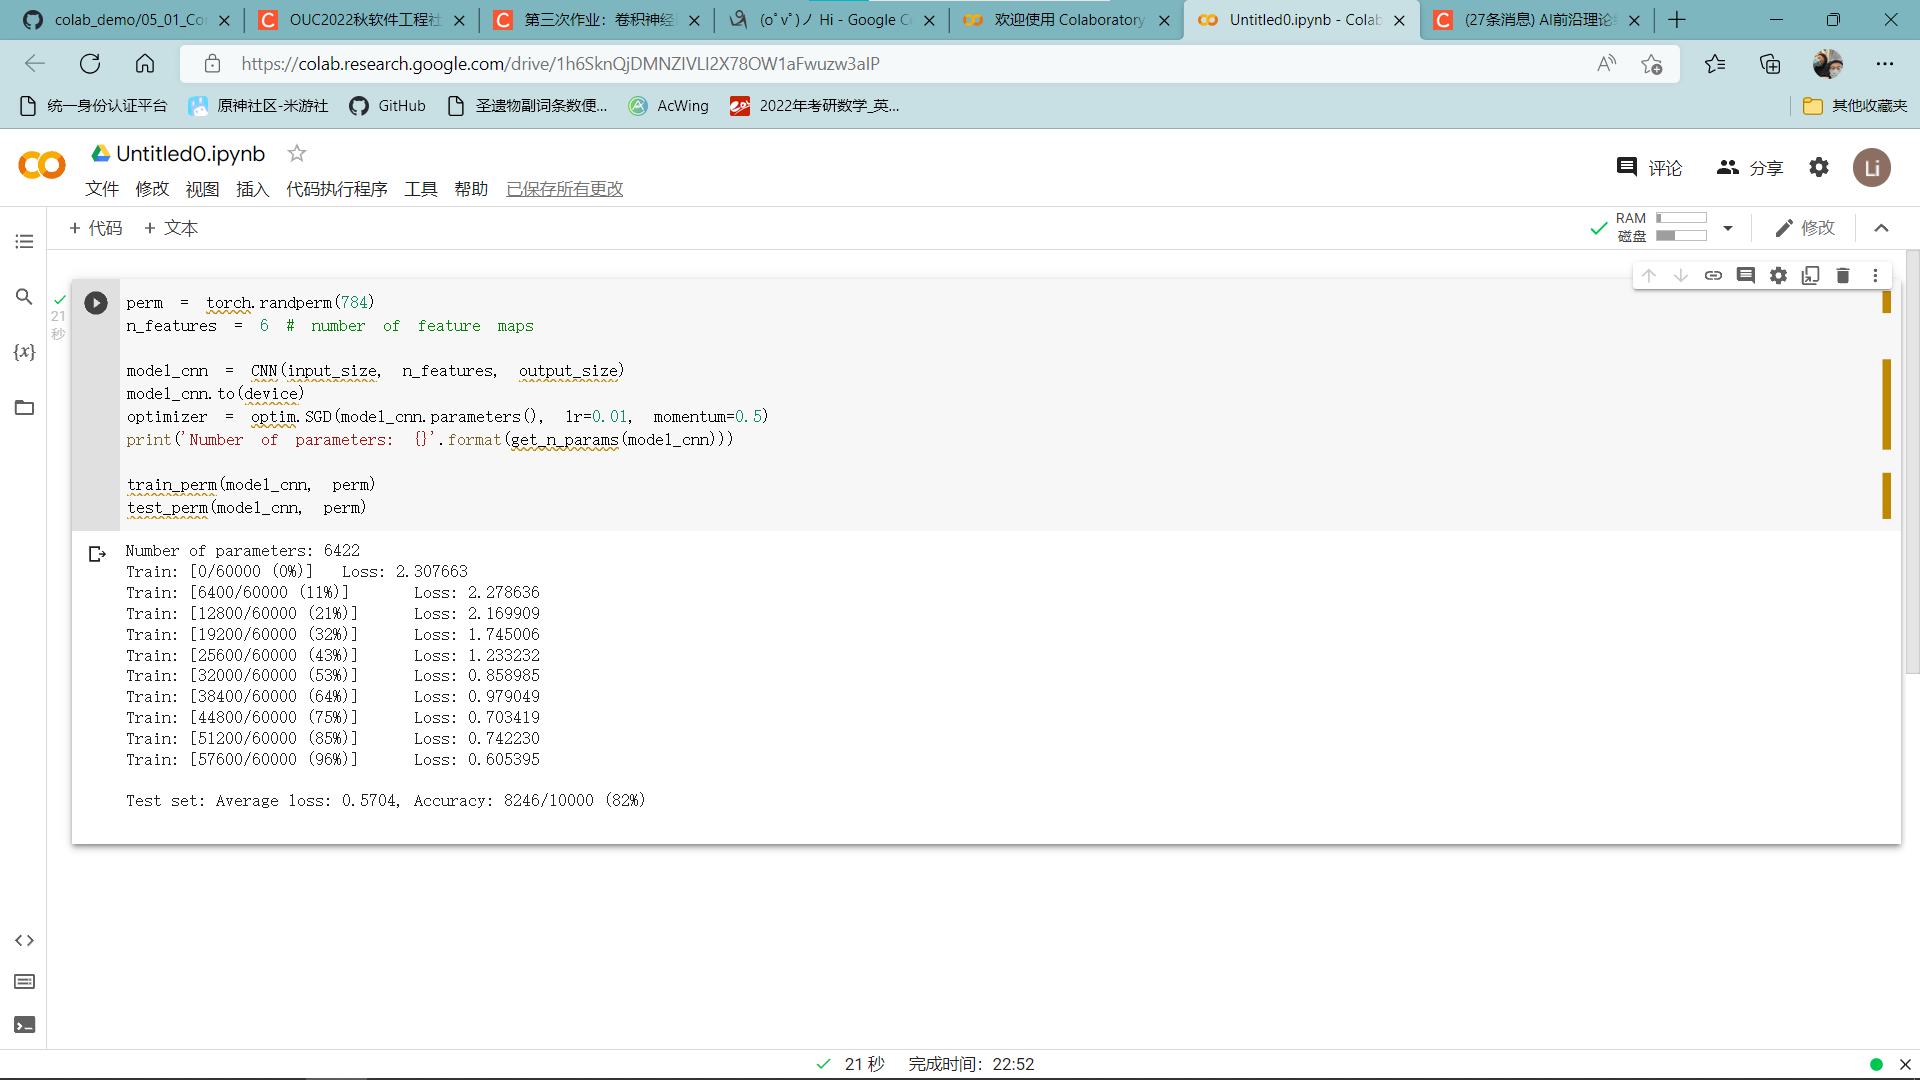 colab_demo/05_01_Co
OUC2022秋软件工程社
第三次作业：卷积神经
(oﾟvﾟ)ノ Hi - Google C
欢迎使用 Colaboratory
Untitled0.ipynb - Colab
(27条消息) AI前沿理论
https://colab.research.google.com/drive/1h6SknQjDMNZIVLI2X78OW1aFwuzw3aIP
统一身份认证平台
原神社区-米游社
GitHub
圣遗物副词条数便...
AcWing
2022年考研数学_英...
其他收藏夹
Untitled0.ipynb
评论
分享
Li
文件 修改 视图 插入 代码执行程序 工具 帮助 已保存所有更改
+ 代码 + 文本
RAM
磁盘
修改
21
秒
perm = torch.randperm(784)
n_features = 6 # number of feature maps
model_cnn = CNN(input_size, n_features, output_size)
model_cnn.to(device)
optimizer = optim.SGD(model_cnn.parameters(), lr=0.01, momentum=0.5)
print('Number of parameters: {}'.format(get_n_params(model_cnn)))
train_perm(model_cnn, perm)
test_perm(model_cnn, perm)
Number of parameters: 6422
Train: [0/60000 (0%)] Loss: 2.307663
Train: [6400/60000 (11%)] Loss: 2.278636
Train: [12800/60000 (21%)] Loss: 2.169909
Train: [19200/60000 (32%)] Loss: 1.745006
Train: [25600/60000 (43%)] Loss: 1.233232
Train: [32000/60000 (53%)] Loss: 0.858985
Train: [38400/60000 (64%)] Loss: 0.979049
Train: [44800/60000 (75%)] Loss: 0.703419
Train: [51200/60000 (85%)] Loss: 0.742230
Train: [57600/60000 (96%)] Loss: 0.605395
Test set: Average loss: 0.5704, Accuracy: 8246/10000 (82%)
21 秒 完成时间：22:52